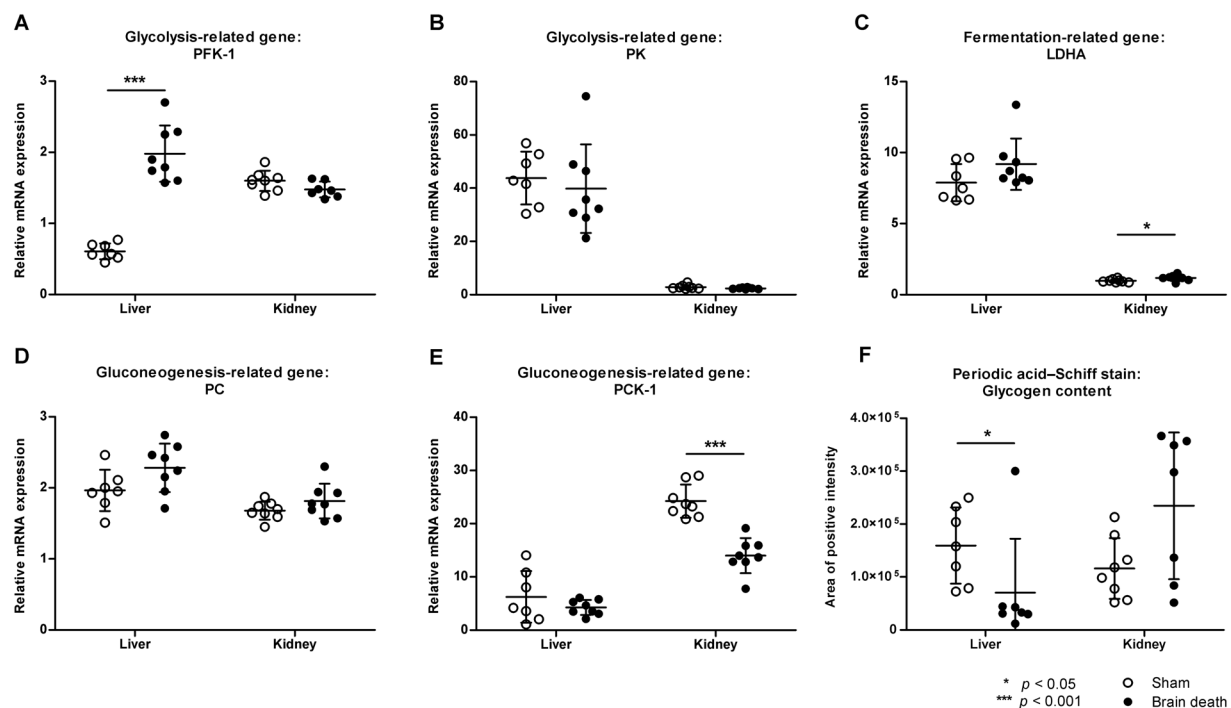 A
Glycolysis-related gene:
PFK-1
Relative mRNA expression
3
2
1
0
***
Liver
Kidney
B
Glycolysis-related gene:
PK
Relative mRNA expression
80
60
40
20
0
Liver
Kidney
C
Fermentation-related gene:
LDHA
Relative mRNA expression
15
10
5
0
*
Liver
Kidney
D
Gluconeogenesis-related gene:
PC
Relative mRNA expression
3
2
1
0
Liver
Kidney
E
Gluconeogenesis-related gene:
PCK-1
Relative mRNA expression
40
30
20
10
0
***
Liver
Kidney
F
Periodic acid–Schiff stain:
Glycogen content
Area of positive intensity
4.0×10⁵
3.0×10⁵
2.0×10⁵
1.0×10⁵
0
*
Liver
Kidney
* p < 0.05
*** p < 0.001
Sham
Brain death